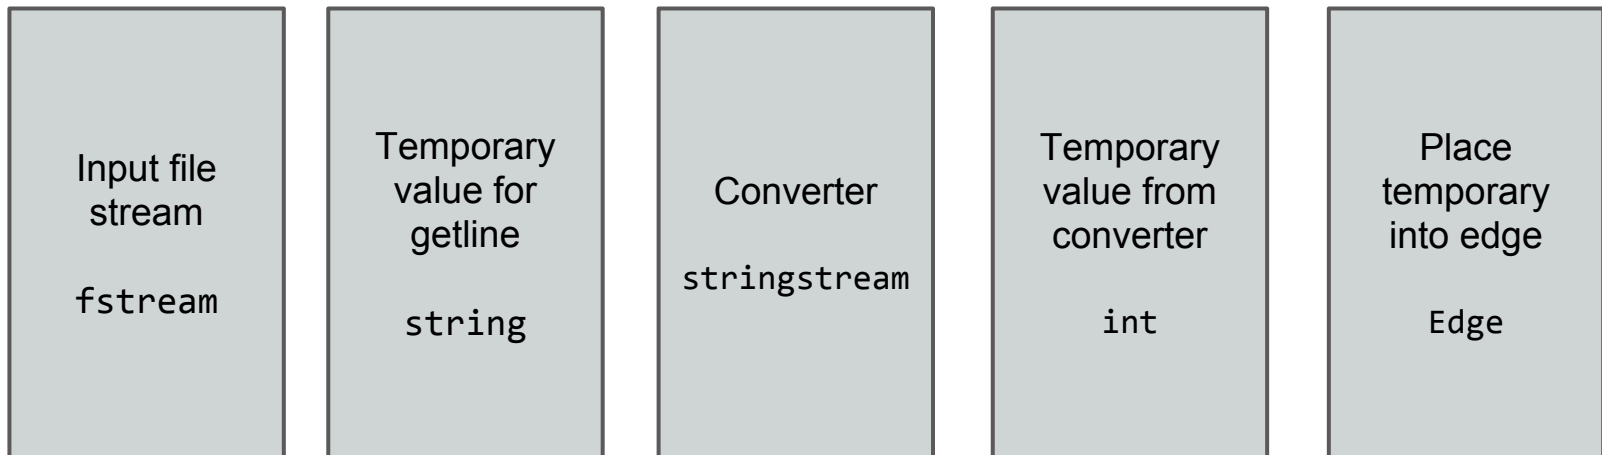 Input file
stream
fstream
Temporary
value for
getline
string
Converter
stringstream
Temporary
value from
converter
int
Place
temporary
into edge
Edge